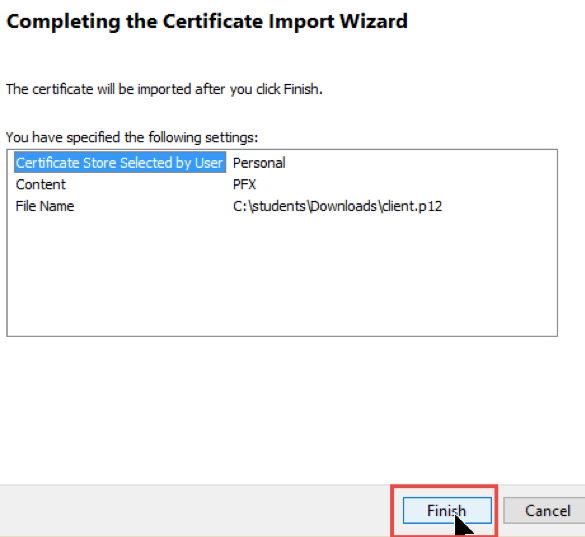 Completing the Certificate Import Wizard
The certificate will be imported after you click Finish.
You have specified the following settings:
Certificate Store Selected by User Personal
Content PFX
File Name C:\students\Downloads\client.p12
Finish Cancel